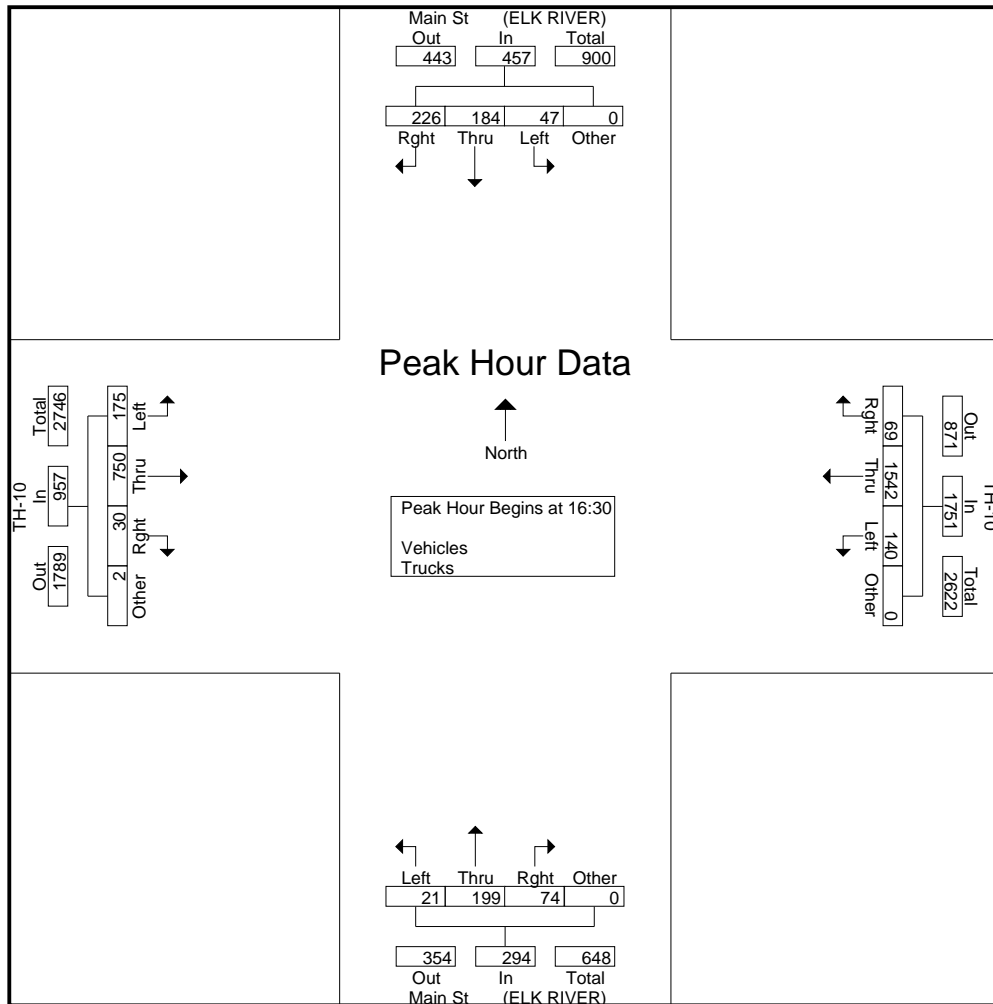 Main St (ELK RIVER)
Out In Total
443 457 900
226 184 47 0
Rght Thru Left Other
Peak Hour Data
North
Peak Hour Begins at 16:30
Vehicles
Trucks
TH-10
Total In Out
2746 957 1789
175 750 30 2
Left Thru Rght Other
TH-10
Out In Total
871 1751 2622
69 1542 140 0
Rght Thru Left Other
Left Thru Rght Other
21 199 74 0
354 294 648
Out In Total
Main St (ELK RIVER)